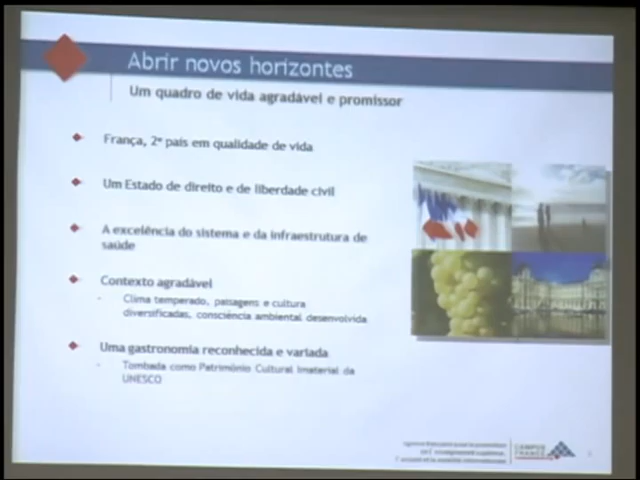 Abrir novos horizontes
Um quadro de vida agradável e promissor
França, 2º país em qualidade de vida
Um Estado de direito e de liberdade civil
A excelência do sistema e da infraestrutura de
saúde
Contexto agradável
- Clima temperado, paisagens e cultura
diversificadas, consciência ambiental desenvolvida
Uma gastronomia reconhecida e variada
- Tombada como Patrimônio Cultural Imaterial da
UNESCO
CAMPUS
FRANCE